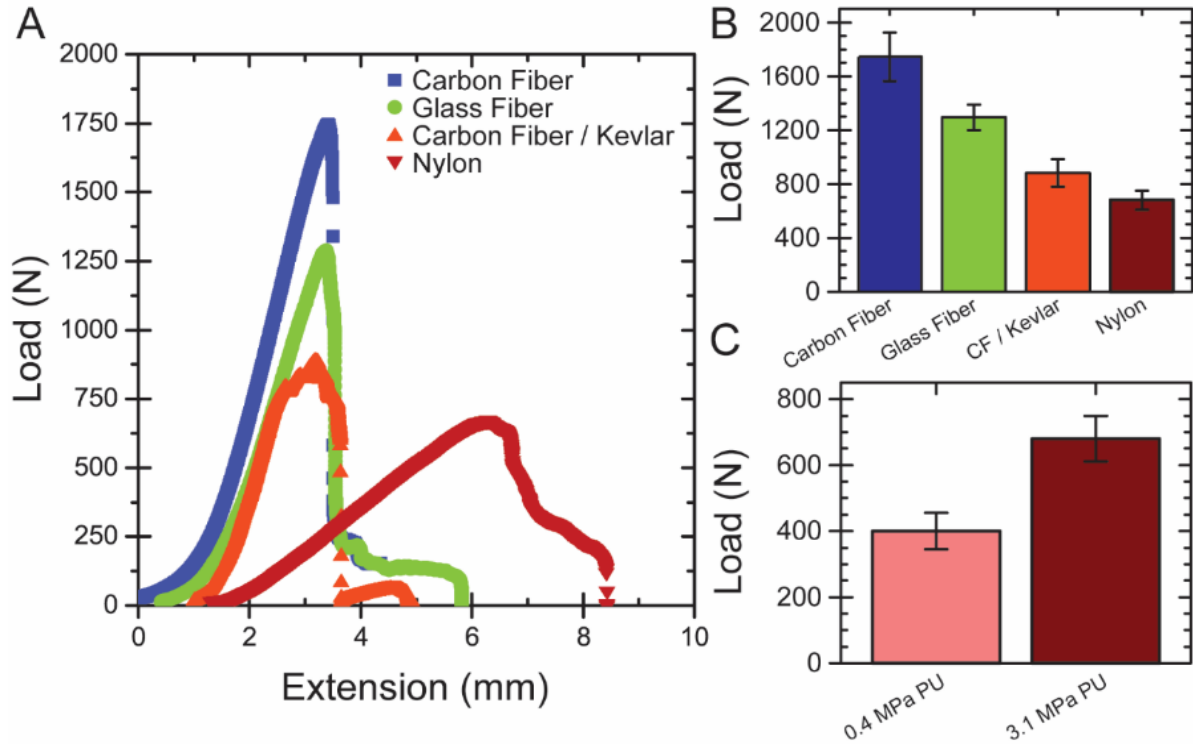 A
2000
1750
1500
1250
1000
750
500
250
0
Load (N)
0 2 4 6 8 10
Extension (mm)
Carbon Fiber
Glass Fiber
Carbon Fiber / Kevlar
Nylon
B
1600
1200
800
400
0
Load (N)
Carbon Fiber
Glass Fiber
CF / Kevlar
Nylon
C
800
600
400
200
0
Load (N)
0.4 MPa PU
3.1 MPa PU